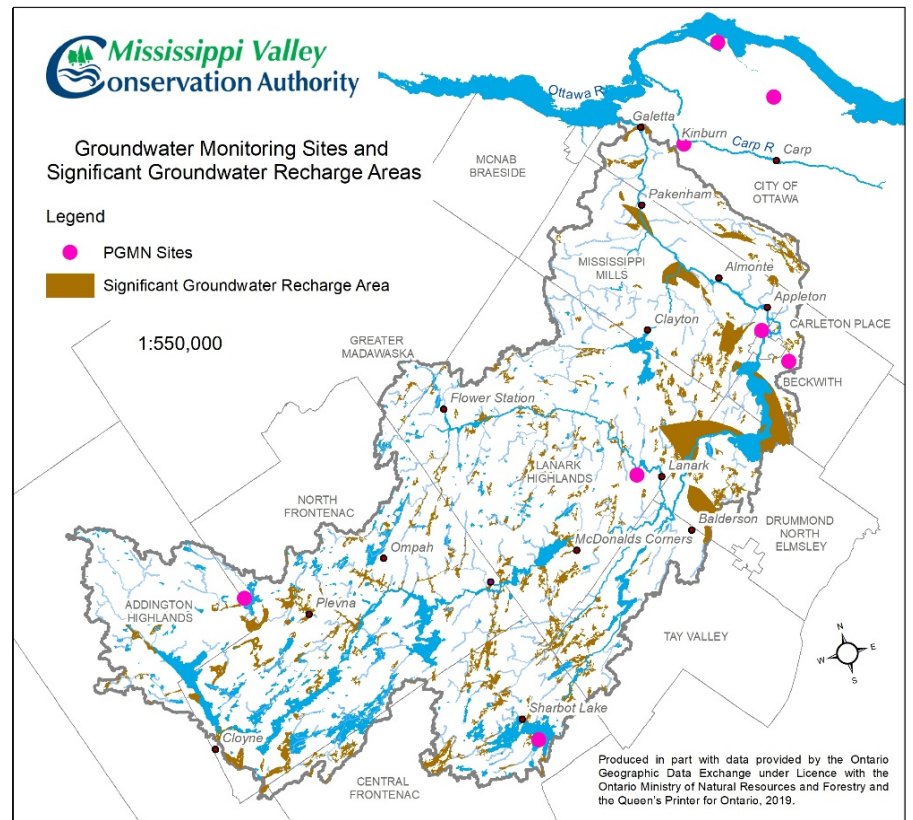 Mississippi Valley
Conservation Authority
Groundwater Monitoring Sites and
Significant Groundwater Recharge Areas
Legend
PGMN Sites
Significant Groundwater Recharge Area
1:550,000
Ottawa R
Galetta
Kinburn
Carp R
Carp
MCNAB
BRAESIDE
CITY OF
OTTAWA
Pakenham
MISSISSIPPI
MILLS
Almonte
Appleton
Clayton
CARLETON PLACE
GREATER
MADAWASKA
BECKWITH
Flower Station
LANARK
HIGHLANDS
Lanark
NORTH
FRONTENAC
Balderson
DRUMMOND
NORTH
ELMSLEY
McDonalds Corners
Ompah
ADDINGTON
HIGHLANDS
Plevna
TAY VALLEY
N
E
W
S
Sharbot Lake
Cloyne
CENTRAL
FRONTENAC
Produced in part with data provided by the Ontario
Geographic Data Exchange under Licence with the
Ontario Ministry of Natural Resources and Forestry and
the Queen's Printer for Ontario, 2019.